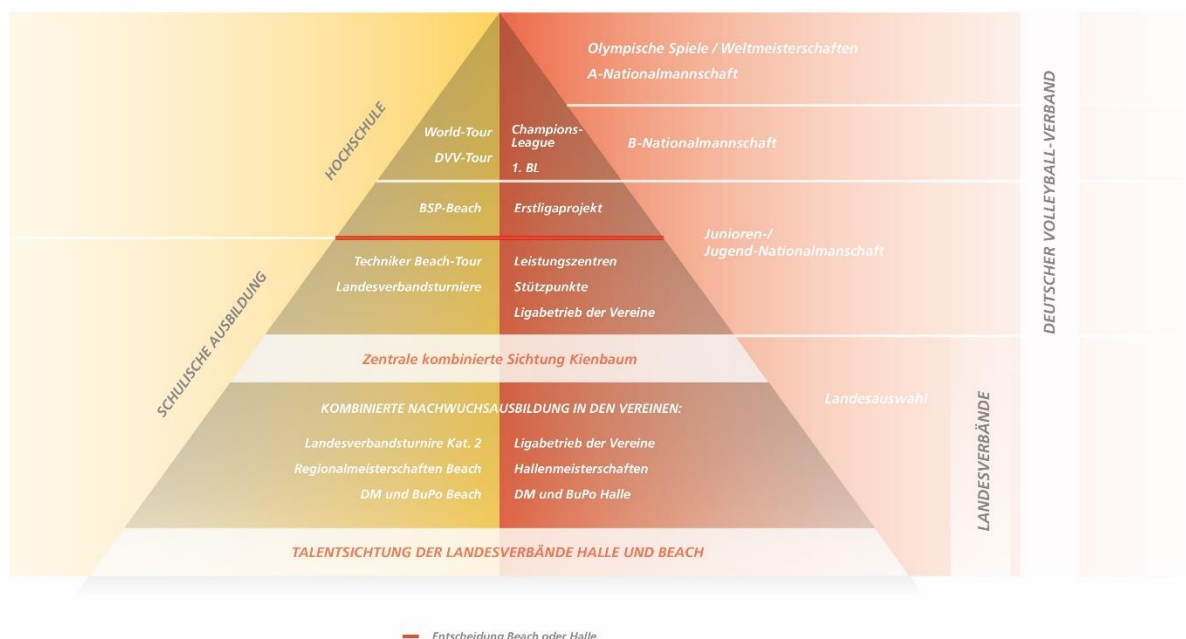 Olympische Spiele / Weltmeisterschaften
A-Nationalmannschaft
HOCHSCHULE
World-Tour
DVV-Tour
Champions-
League
1. BL
B-Nationalmannschaft
BSP-Beach
Erstligaprojekt
Junioren-/
Jugend-Nationalmanschaft
DEUTSCHER VOLLEYBALL-VERBAND
SCHULISCHE AUSBILDUNG
Techniker Beach-Tour
Landesverbandsturniere
Leistungszentren
Stützpunkte
Ligabetrieb der Vereine
Zentrale kombinierte Sichtung Kienbaum
KOMBINIERTE NACHWUCHSAUSBILDUNG IN DEN VEREINEN:
Landesauswahl
LANDESVERBÄNDE
Landesverbandsturnire Kat. 2
Regionalmeisterschaften Beach
DM und BuPo Beach
Ligabetrieb der Vereine
Hallenmeisterschaften
DM und BuPo Halle
TALENTSICHTUNG DER LANDESVERBÄNDE HALLE UND BEACH
Entscheidung Beach oder Halle